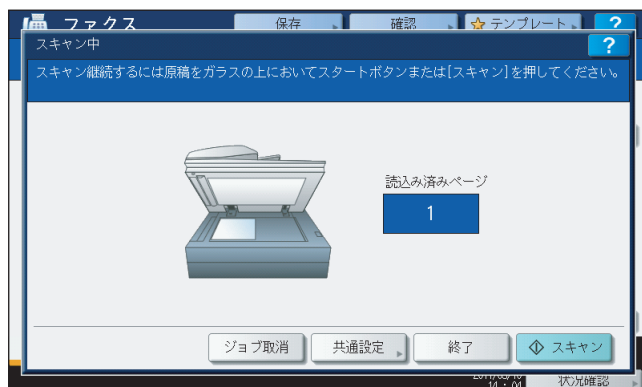 ファクス 保存 確認 テンプレート ?
スキャン中 ?
スキャン継続するには原稿をガラスの上においてスタートボタンまたは[スキャン]を押してください。
読込み済みページ
1
ジョブ取消 共通設定 終了 スキャン
状況確認